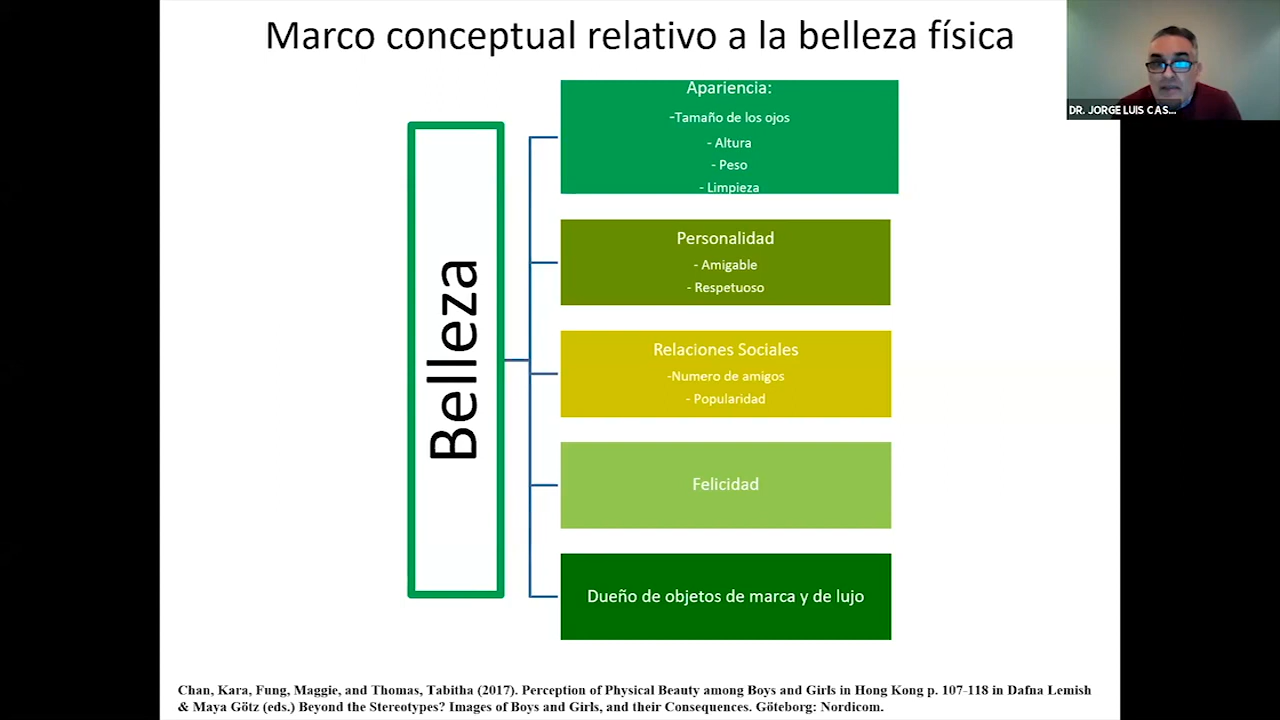 Marco conceptual relativo a la belleza física
DR. JORGE LUIS CAS...
Belleza
Apariencia:
-Tamaño de los ojos
- Altura
- Peso
- Limpieza
Personalidad
- Amigable
- Respetuoso
Relaciones Sociales
-Numero de amigos
- Popularidad
Felicidad
Dueño de objetos de marca y de lujo
Chan, Kara, Fung, Maggie, and Thomas, Tabitha (2017). Perception of Physical Beauty among Boys and Girls in Hong Kong p. 107-118 in Dafna Lemish
& Maya Götz (eds.) Beyond the Stereotypes? Images of Boys and Girls, and their Consequences. Göteborg: Nordicom.